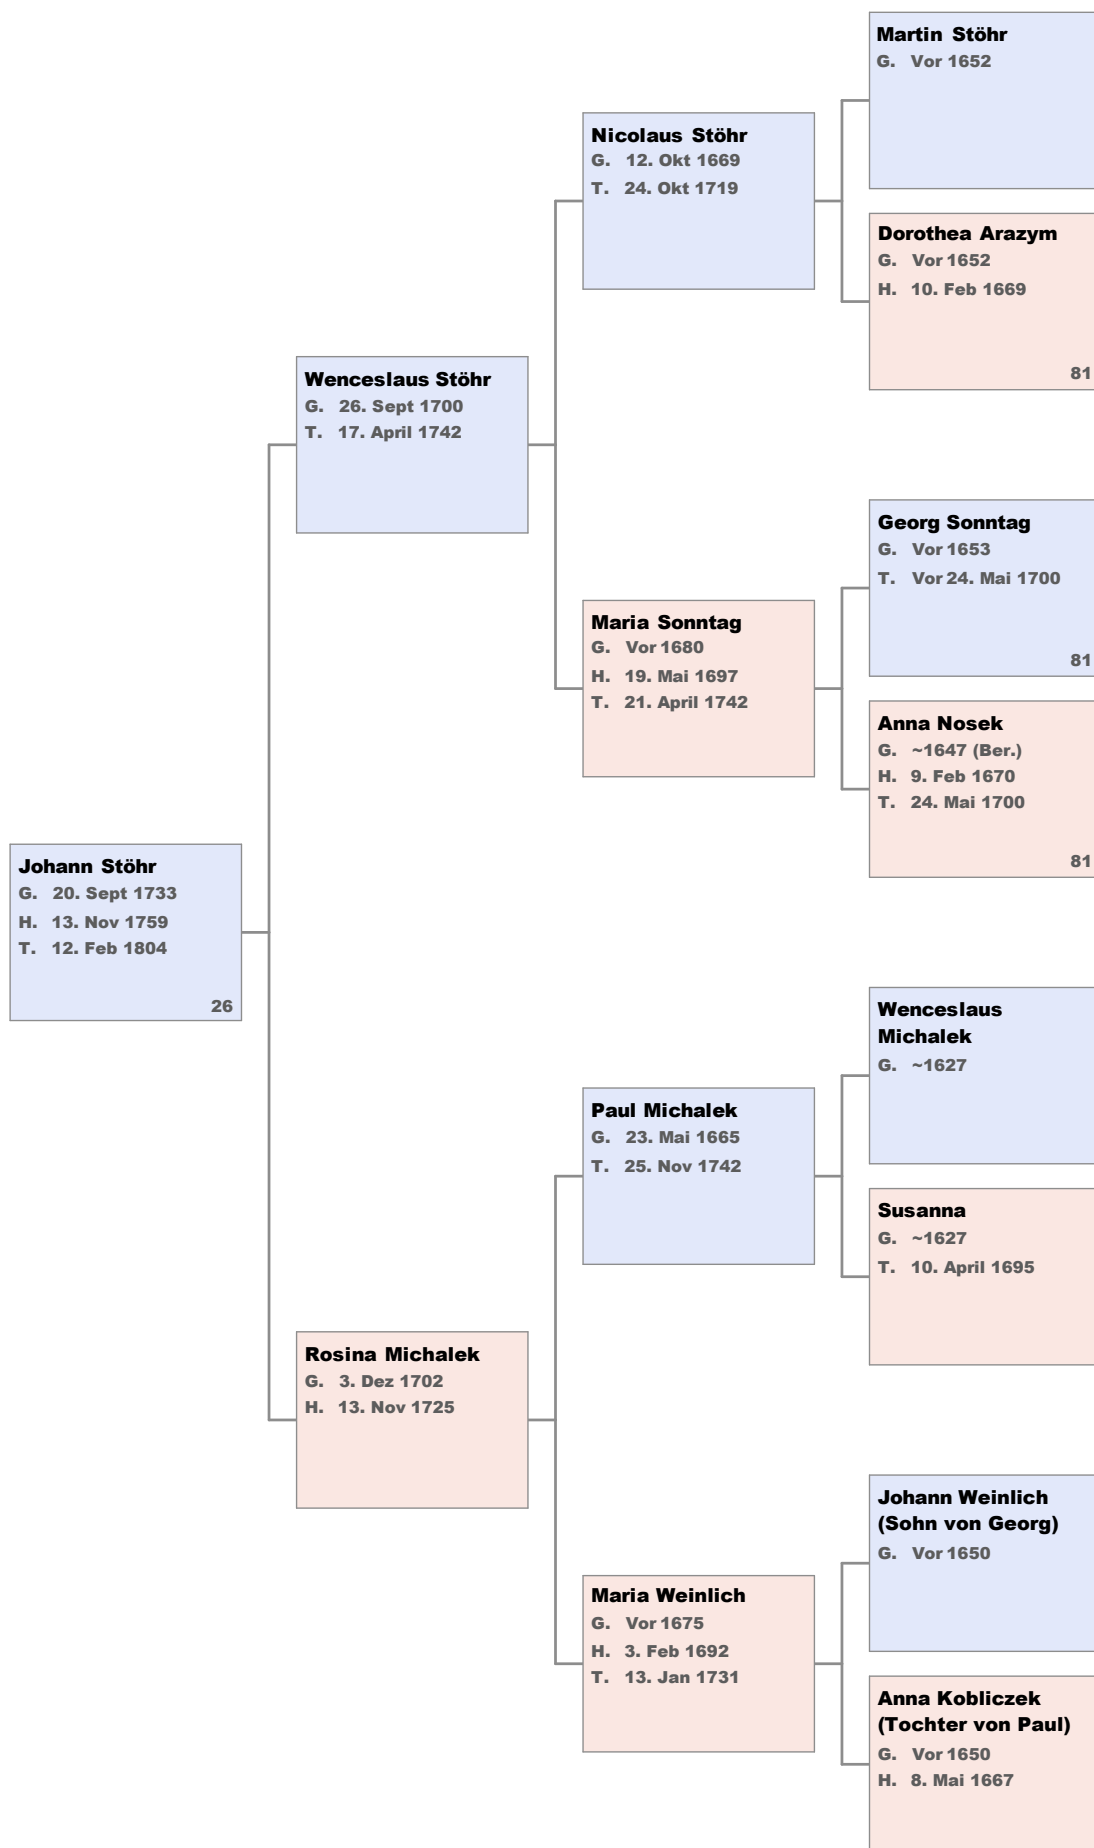 Martin Stöhr
G. Vor 1652
Nicolaus Stöhr
G. 12. Okt 1669
T. 24. Okt 1719
Dorothea Arazym
G. Vor 1652
H. 10. Feb 1669
81
Wenceslaus Stöhr
G. 26. Sept 1700
T. 17. April 1742
Georg Sonntag
G. Vor 1653
T. Vor 24. Mai 1700
81
Maria Sonntag
G. Vor 1680
H. 19. Mai 1697
T. 21. April 1742
Anna Nosek
G. ~1647 (Ber.)
H. 9. Feb 1670
T. 24. Mai 1700
81
Johann Stöhr
G. 20. Sept 1733
H. 13. Nov 1759
T. 12. Feb 1804
26
Wenceslaus
Michalek
G. ~1627
Paul Michalek
G. 23. Mai 1665
T. 25. Nov 1742
Susanna
G. ~1627
T. 10. April 1695
Rosina Michalek
G. 3. Dez 1702
H. 13. Nov 1725
Johann Weinlich
(Sohn von Georg)
G. Vor 1650
Maria Weinlich
G. Vor 1675
H. 3. Feb 1692
T. 13. Jan 1731
Anna Kobliczek
(Tochter von Paul)
G. Vor 1650
H. 8. Mai 1667